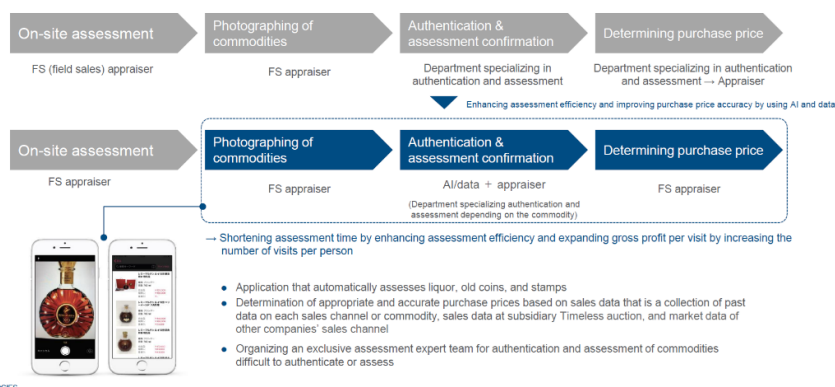 On-site assessment
Photographing of
commodities
Authentication &
assessment confirmation
Determining purchase price
FS (field sales) appraiser
FS appraiser
Department specializing in
authentication and assessment
Department specializing in authentication
and assessment → Appraiser
Enhancing assessment efficiency and improving purchase price accuracy by using AI and data
On-site assessment
Photographing of
commodities
Authentication &
assessment confirmation
Determining purchase price
FS appraiser
FS appraiser
AI/data + appraiser
(Department specializing authentication and
assessment depending on the commodity)
FS appraiser
→ Shortening assessment time by enhancing assessment efficiency and expanding gross profit per visit by increasing the
number of visits per person
● Application that automatically assesses liquor, old coins, and stamps
● Determination of appropriate and accurate purchase prices based on sales data that is a collection of past
data on each sales channel or commodity, sales data at subsidiary Timeless auction, and market data of
other companies' sales channel
● Organizing an exclusive assessment expert team for authentication and assessment of commodities
difficult to authenticate or assess